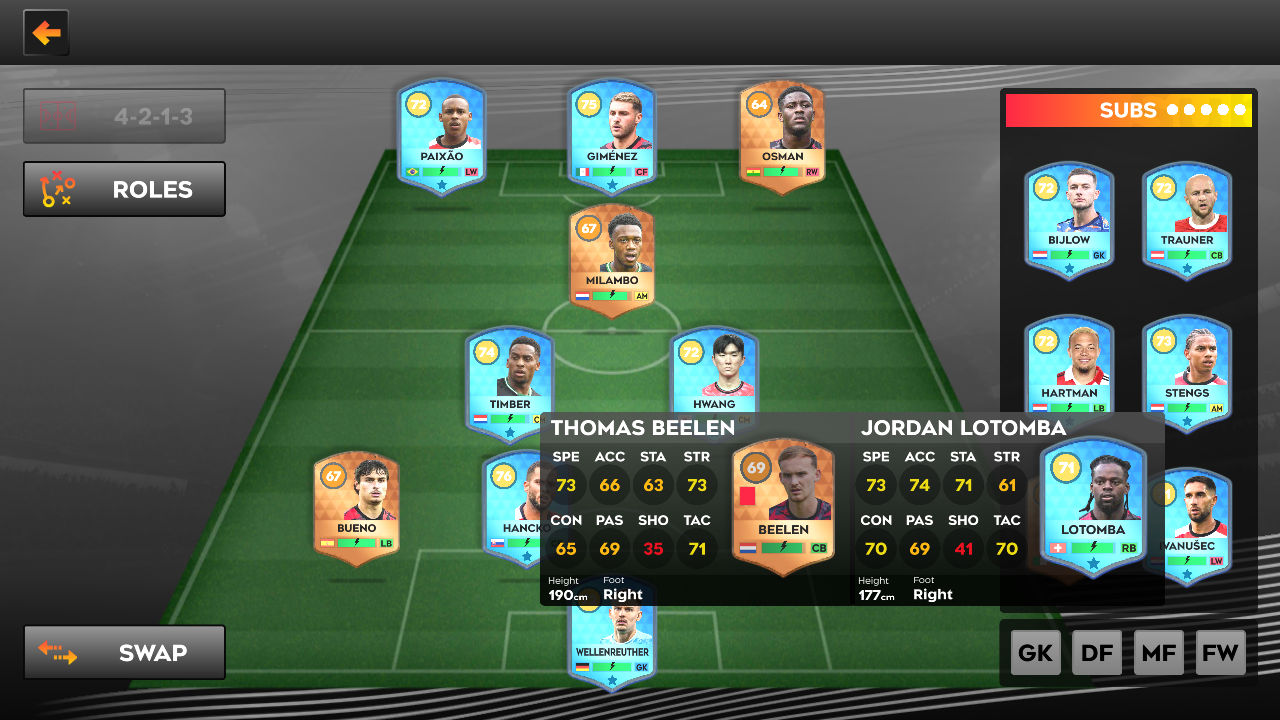 4-2-1-3
ROLES
SWAP
72
PAIXÃO
LW
75
GIMÉNEZ
CF
64
OSMAN
RW
67
MILAMBO
AM
74
TIMBER
72
HWANG
CM
67
BUENO
LB
76
HANCKO
WELLENREUTHER
GK
SUBS
72
BIJLOW
GK
72
TRAUNER
CB
72
HARTMAN
LB
73
STENGS
AM
IVANUŠEC
LW
THOMAS BEELEN
SPE ACC STA STR
73 66 63 73
CON PAS SHO TAC
65 69 35 71
Height Foot
190cm Right
69
BEELEN
CB
JORDAN LOTOMBA
SPE ACC STA STR
73 74 71 61
CON PAS SHO TAC
70 69 41 70
Height Foot
177cm Right
71
LOTOMBA
RB
GK DF MF FW